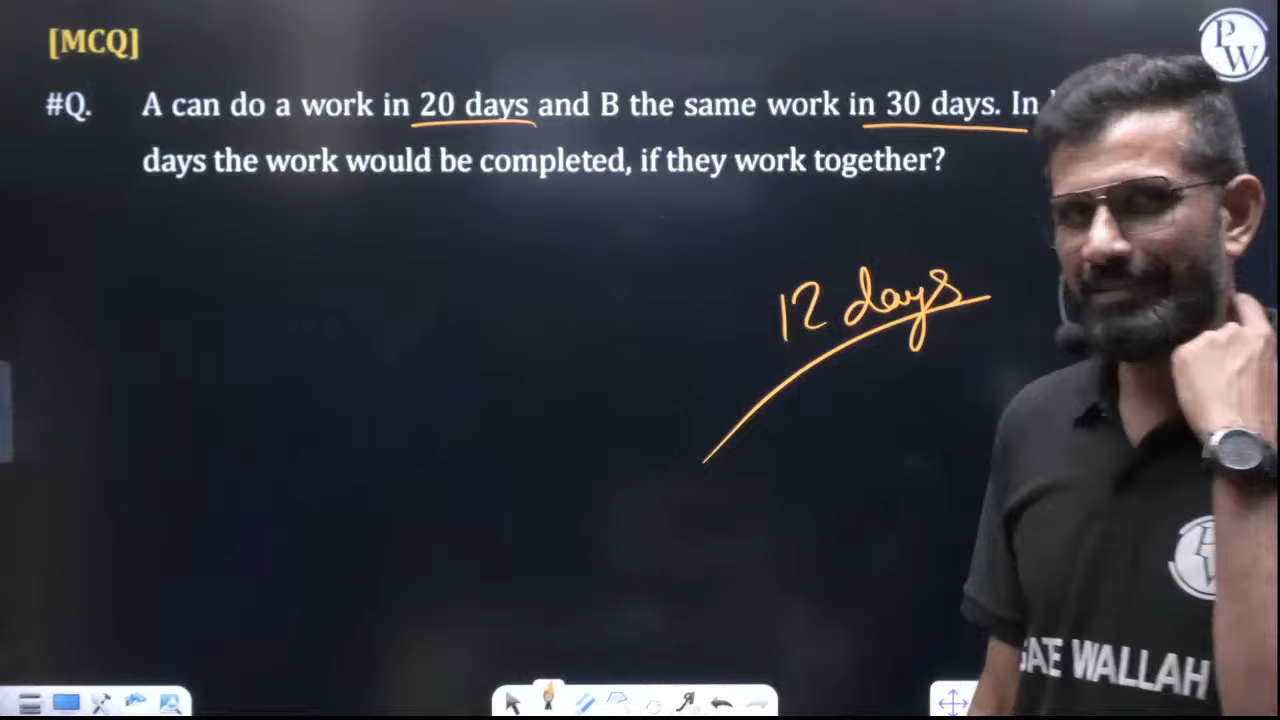 [MCQ]
#Q. A can do a work in 20 days and B the same work in 30 days. In
days the work would be completed, if they work together?
12 days
PW
GATE WALLAH